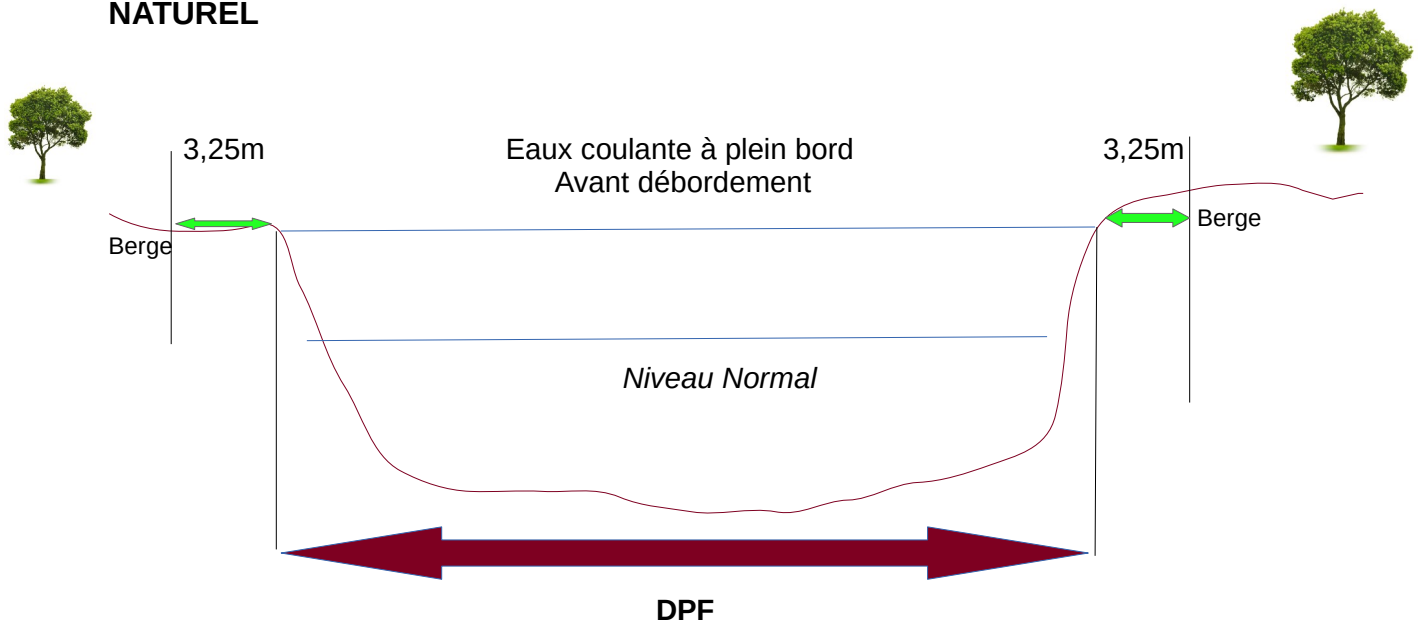 NATUREL
3,25m
Eaux coulante à plein bord
Avant débordement
3,25m
Berge
Berge
Niveau Normal
DPF